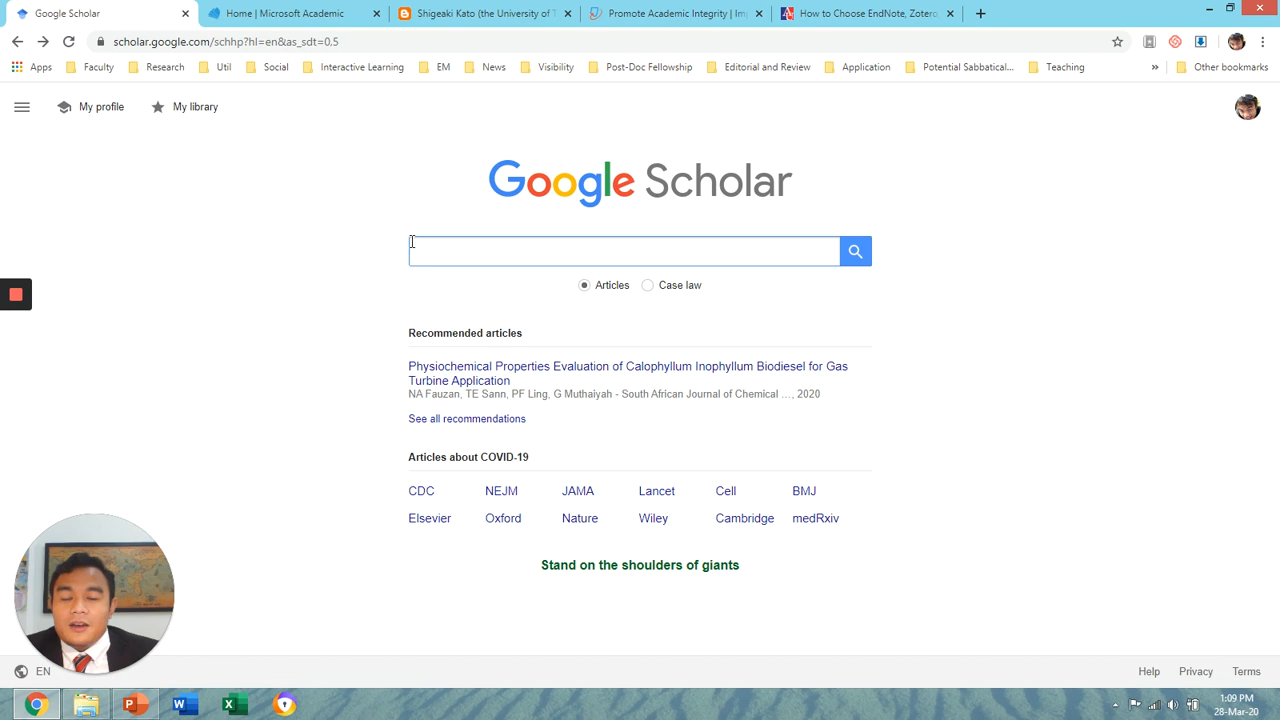 Google Scholar
Home | Microsoft Academic
Shigeaki Kato (the University of T
Promote Academic Integrity | Im
How to Choose EndNote, Zotero,
scholar.google.com/schhp?hl=en&as_sdt=0,5
Apps
Faculty
Research
Util
Social
Interactive Learning
EM
News
Visibility
Post-Doc Fellowship
Editorial and Review
Application
Potential Sabbatical...
Teaching
»
Other bookmarks
My profile
My library
Google Scholar
Articles
Case law
Recommended articles
Physiochemical Properties Evaluation of Calophyllum Inophyllum Biodiesel for Gas
Turbine Application
NA Fauzan, TE Sann, PF Ling, G Muthaiyah - South African Journal of Chemical …, 2020
See all recommendations
Articles about COVID-19
CDC NEJM JAMA Lancet Cell BMJ
Elsevier Oxford Nature Wiley Cambridge medRxiv
Stand on the shoulders of giants
EN
Help Privacy Terms
1:09 PM
28-Mar-20